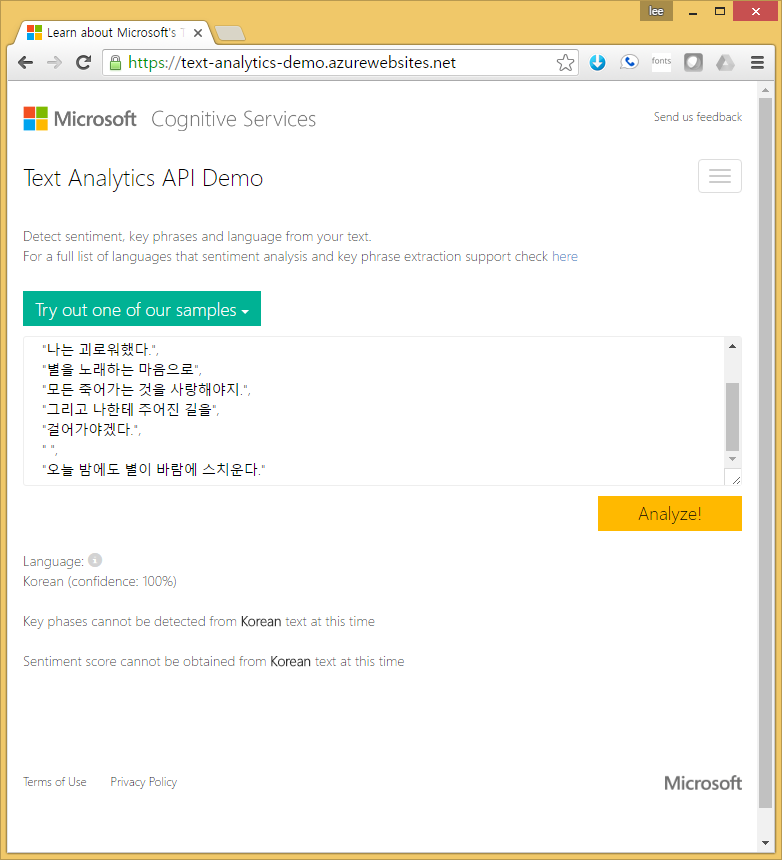 lee
Learn about Microsoft's T
https://text-analytics-demo.azurewebsites.net
fonts
Microsoft Cognitive Services
Send us feedback
Text Analytics API Demo
Detect sentiment, key phrases and language from your text.
For a full list of languages that sentiment analysis and key phrase extraction support check here
Try out one of our samples
"나는 괴로워했다.",
"별을 노래하는 마음으로",
"모든 죽어가는 것을 사랑해야지.",
"그리고 나한테 주어진 길을",
"걸어가야겠다.",
" ",
"오늘 밤에도 별이 바람에 스치운다."
Analyze!
Language:
Korean (confidence: 100%)
Key phases cannot be detected from Korean text at this time
Sentiment score cannot be obtained from Korean text at this time
Terms of Use Privacy Policy
Microsoft